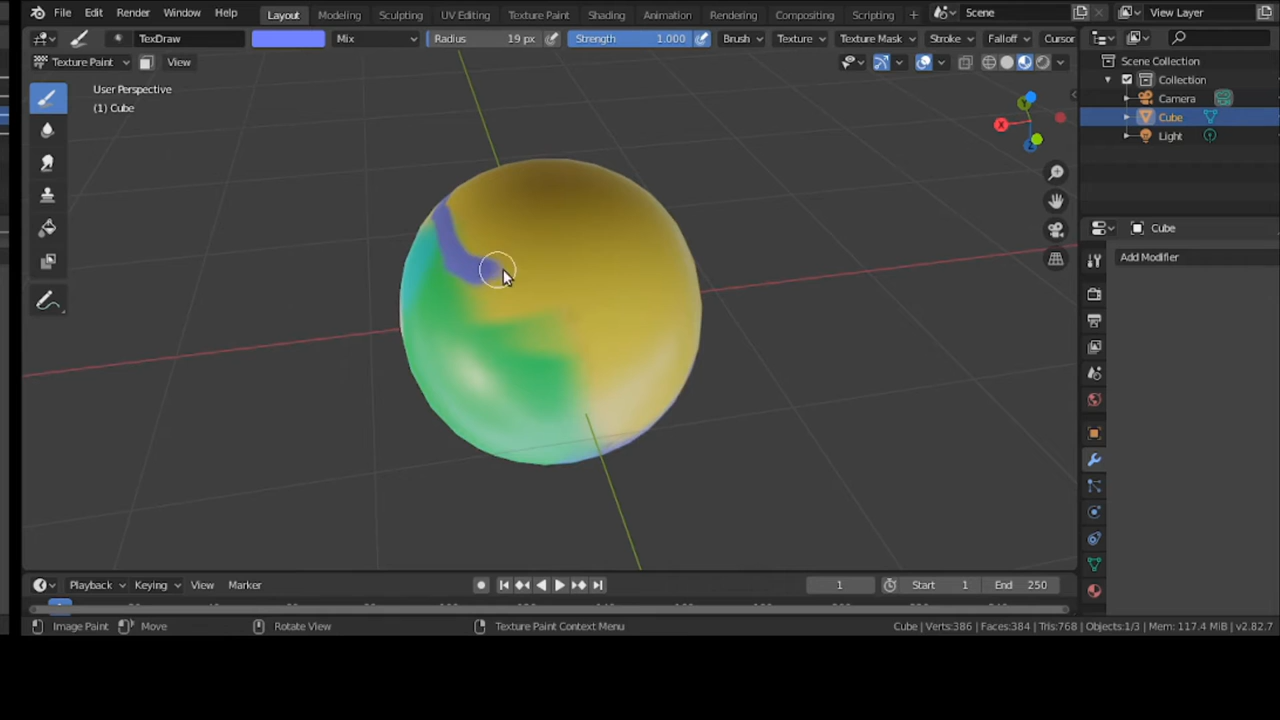 File Edit Render Window Help Layout Modeling Sculpting UV Editing Texture Paint Shading Animation Rendering Compositing Scripting + Scene View Layer
TexDraw Mix Radius 19 px Strength 1.000 Brush Texture Texture Mask Stroke Falloff Cursor
Texture Paint View
User Perspective
(1) Cube
X
Y
Z
Scene Collection
Collection
Camera
Cube
Light
Cube
Add Modifier
Playback Keying View Marker 1 Start 1 End 250
Image Paint Move Rotate View Texture Paint Context Menu Cube | Verts:386 | Faces:384 | Tris:768 | Objects:1/3 | Mem: 117.4 MiB | v2.82.7